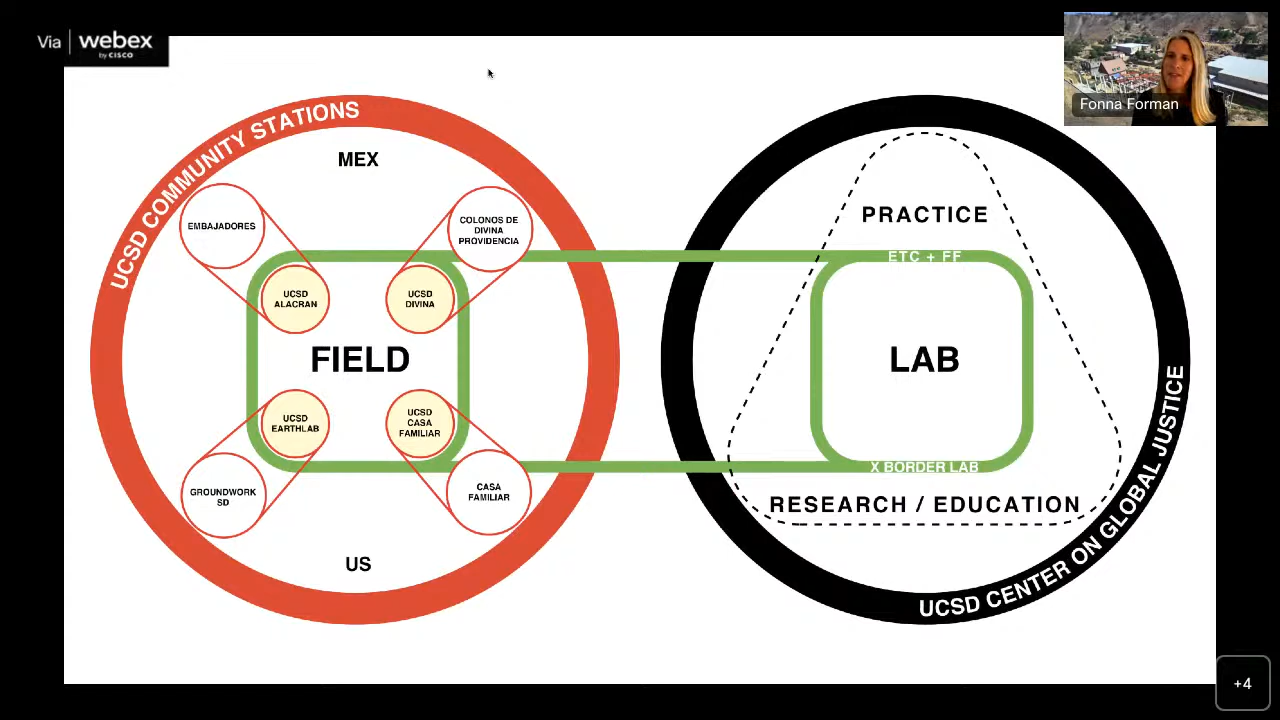 Via webex
by CISCO
Fonna Forman
UCSD COMMUNITY STATIONS
MEX
EMBAJADORES
COLONOS DE
DIVINA
PROVIDENCIA
UCSD
ALACRAN
UCSD
DIVINA
FIELD
UCSD
EARTHLAB
UCSD
CASA
FAMILIAR
GROUNDWORK
SD
CASA
FAMILIAR
US
PRACTICE
ETC + FF
LAB
X BORDER LAB
RESEARCH / EDUCATION
UCSD CENTER ON GLOBAL JUSTICE
+4